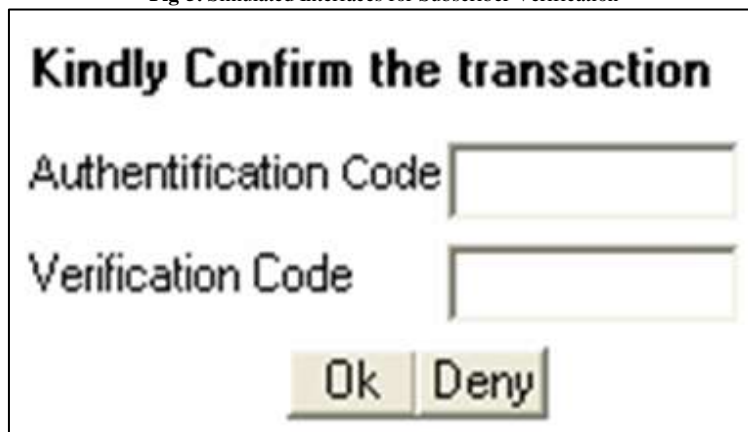 Kindly Confirm the transaction
Authentification Code
Verification Code
Ok Deny